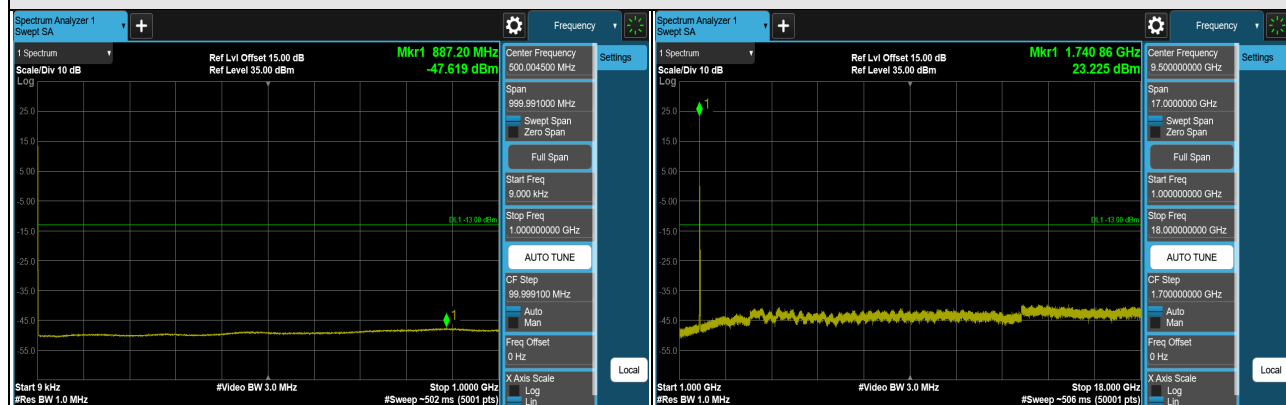 Spectrum Analyzer 1
Swept SA
+
Frequency
1 Spectrum
Scale/Div 10 dB
Log
Ref Lvl Offset 15.00 dB
Ref Level 35.00 dBm
Mkr1 887.20 MHz
-47.619 dBm
25.0
15.0
5.00
-5.00
-15.0
-25.0
-35.0
-45.0
-55.0
DL1 -13.00 dBm
1
Start 9 kHz
#Res BW 1.0 MHz
#Video BW 3.0 MHz
Stop 1.0000 GHz
#Sweep ~502 ms (5001 pts)
Center Frequency
500.004500 MHz
Span
999.991000 MHz
Swept Span
Zero Span
Full Span
Start Freq
9.000 kHz
Stop Freq
1.000000000 GHz
AUTO TUNE
CF Step
99.999100 MHz
Auto
Man
Freq Offset
0 Hz
X Axis Scale
Log
Lin
Settings
Local
Spectrum Analyzer 1
Swept SA
+
Frequency
1 Spectrum
Scale/Div 10 dB
Log
Ref Lvl Offset 15.00 dB
Ref Level 35.00 dBm
Mkr1 1.740 86 GHz
23.225 dBm
25.0
15.0
5.00
-5.00
-15.0
-25.0
-35.0
-45.0
-55.0
DL1 -13.00 dBm
1
Start 1.000 GHz
#Res BW 1.0 MHz
#Video BW 3.0 MHz
Stop 18.000 GHz
#Sweep ~506 ms (50001 pts)
Center Frequency
9.500000000 GHz
Span
17.0000000 GHz
Swept Span
Zero Span
Full Span
Start Freq
1.000000000 GHz
Stop Freq
18.000000000 GHz
AUTO TUNE
CF Step
1.700000000 GHz
Auto
Man
Freq Offset
0 Hz
X Axis Scale
Log
Lin
Settings
Local